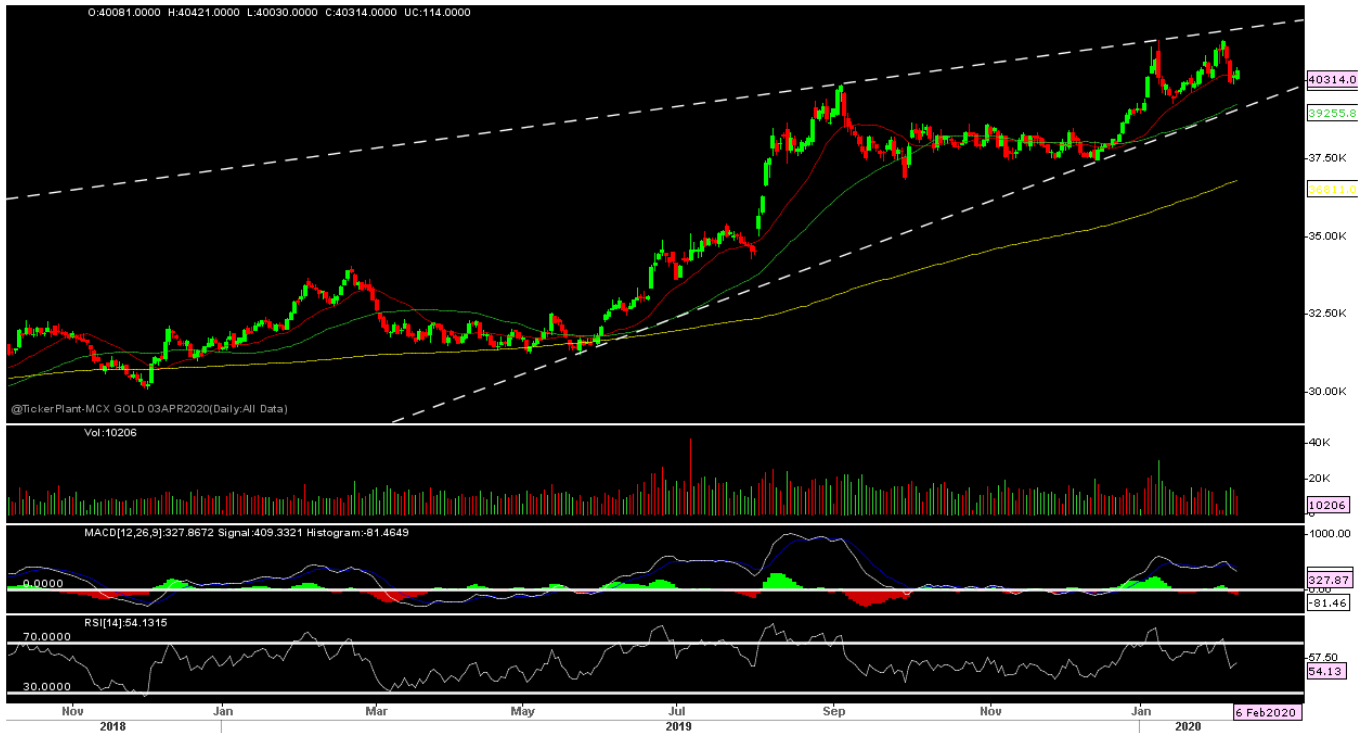 O:40081.0000 H:40421.0000 L:40030.0000 C:40314.0000 UC:114.0000
40314.0
39255.8
37.50K
36811.0
35.00K
32.50K
30.00K
@TickerPlant-MCX GOLD 03APR2020(Daily:All Data)
Vol:10206
40K
20K
10206
0
MACD[12,26,9]:327.8672 Signal:409.3321 Histogram:-81.4649
1000.00
327.87
0.0000
0.00
-81.46
RSI[14]:54.1315
70.0000
57.50
54.13
30.0000
Nov Jan Mar May Jul Sep Nov Jan 6 Feb2020
2018 2019 2020